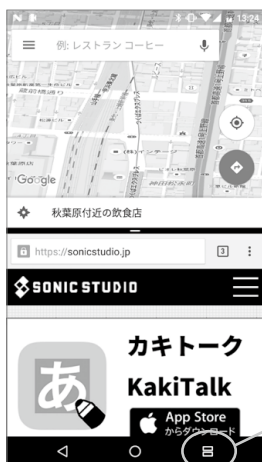 13:24
例: レストラン コーヒー
Google
秋葉原付近の飲食店
https://sonicstudio.jp
3
SONICSTUDIO
カキトーク
KakiTalk
あ
App Store
からダウンロード